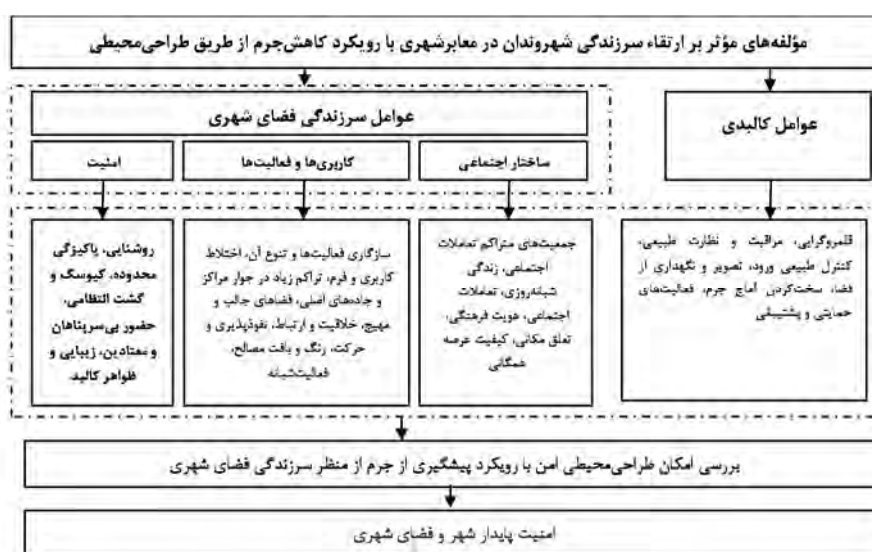 مؤلفه‌های مؤثر بر ارتقاء سرزندگی شهروندان در معابرشهری با رویکرد کاهش‌جرم از طریق طراحی‌محیطی
عوامل کالبدی
عوامل سرزندگی فضای شهری
ساختار اجتماعی
کاربری‌ها و فعالیت‌ها
امنیت
قلمروگرایی، مراقبت و نظارت طبیعی،
کنترل طبیعی ورود، تصویر و نگهداری از
فضا، سخت‌کردن آماج جرم، فعالیت‌های
حمایتی و پشتیبانی
جمعیت‌های متراکم تعاملات
اجتماعی، زندگی
شبانه‌روزی، تعاملات
اجتماعی، هویت فرهنگی،
تعلق مکانی، کیفیت عرصه
همگانی
سازگاری فعالیت‌ها و تنوع آن، اختلاط
کاربری و فرم، تراکم زیاد در جوار مراکز
و جاده‌های اصلی، فضاهای جالب و
مهیج، خلاقیت و ارتباط، نفوذپذیری و
حرکت، رنگ و بافت مصالح،
فعالیت‌شبانه
روشنایی، پاکیزگی
محدوده، کیوسک و
گشت انتظامی،
حضور بی‌سرپناهان
و معتادین، زیبایی و
ظواهر کالبد
بررسی امکان طراحی‌محیطی امن با رویکرد پیشگیری از جرم از منظر سرزندگی فضای شهری
امنیت پایدار شهر و فضای شهری